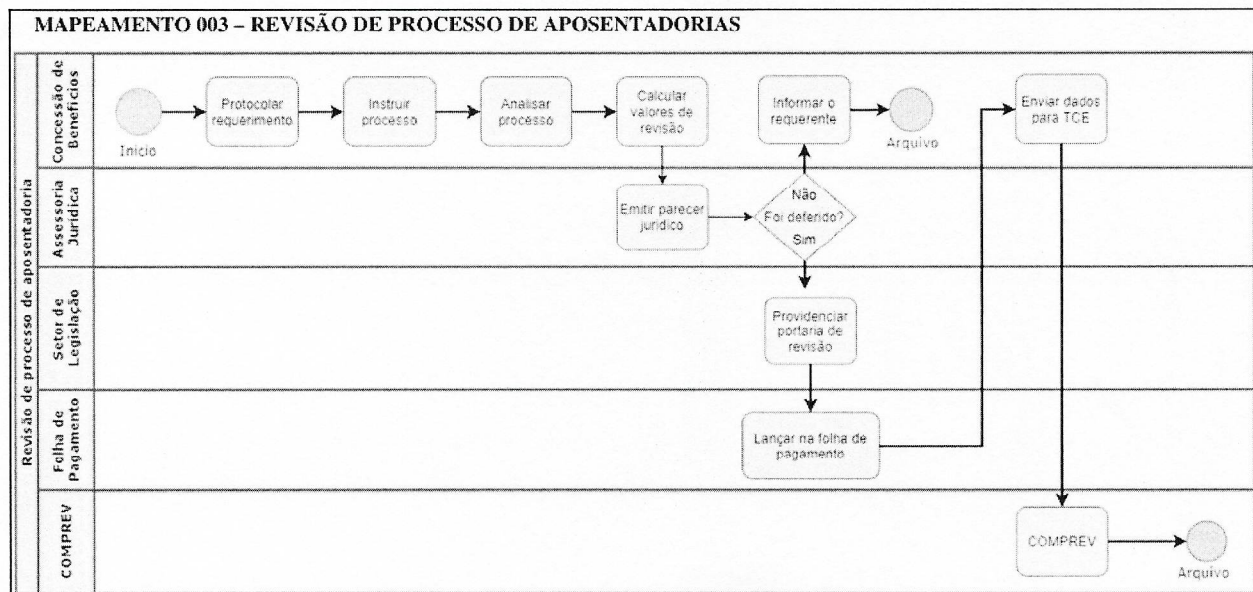 MAPEAMENTO 003 – REVISÃO DE PROCESSO DE APOSENTADORIAS
Revisão de processo de aposentadoria
Concessão de
Benefícios
Início
Protocolar
requerimento
Instruir
processo
Analisar
processo
Calcular
valores de
revisão
Informar o
requerente
Arquivo
Enviar dados
para TCE
Assessoria
Jurídica
Emitir parecer
jurídico
Não
Foi deferido?
Sim
Setor de
Legislação
Providenciar
portaria de
revisão
Folha de
Pagamento
Lançar na folha de
pagamento
COMPREV
COMPREV
Arquivo